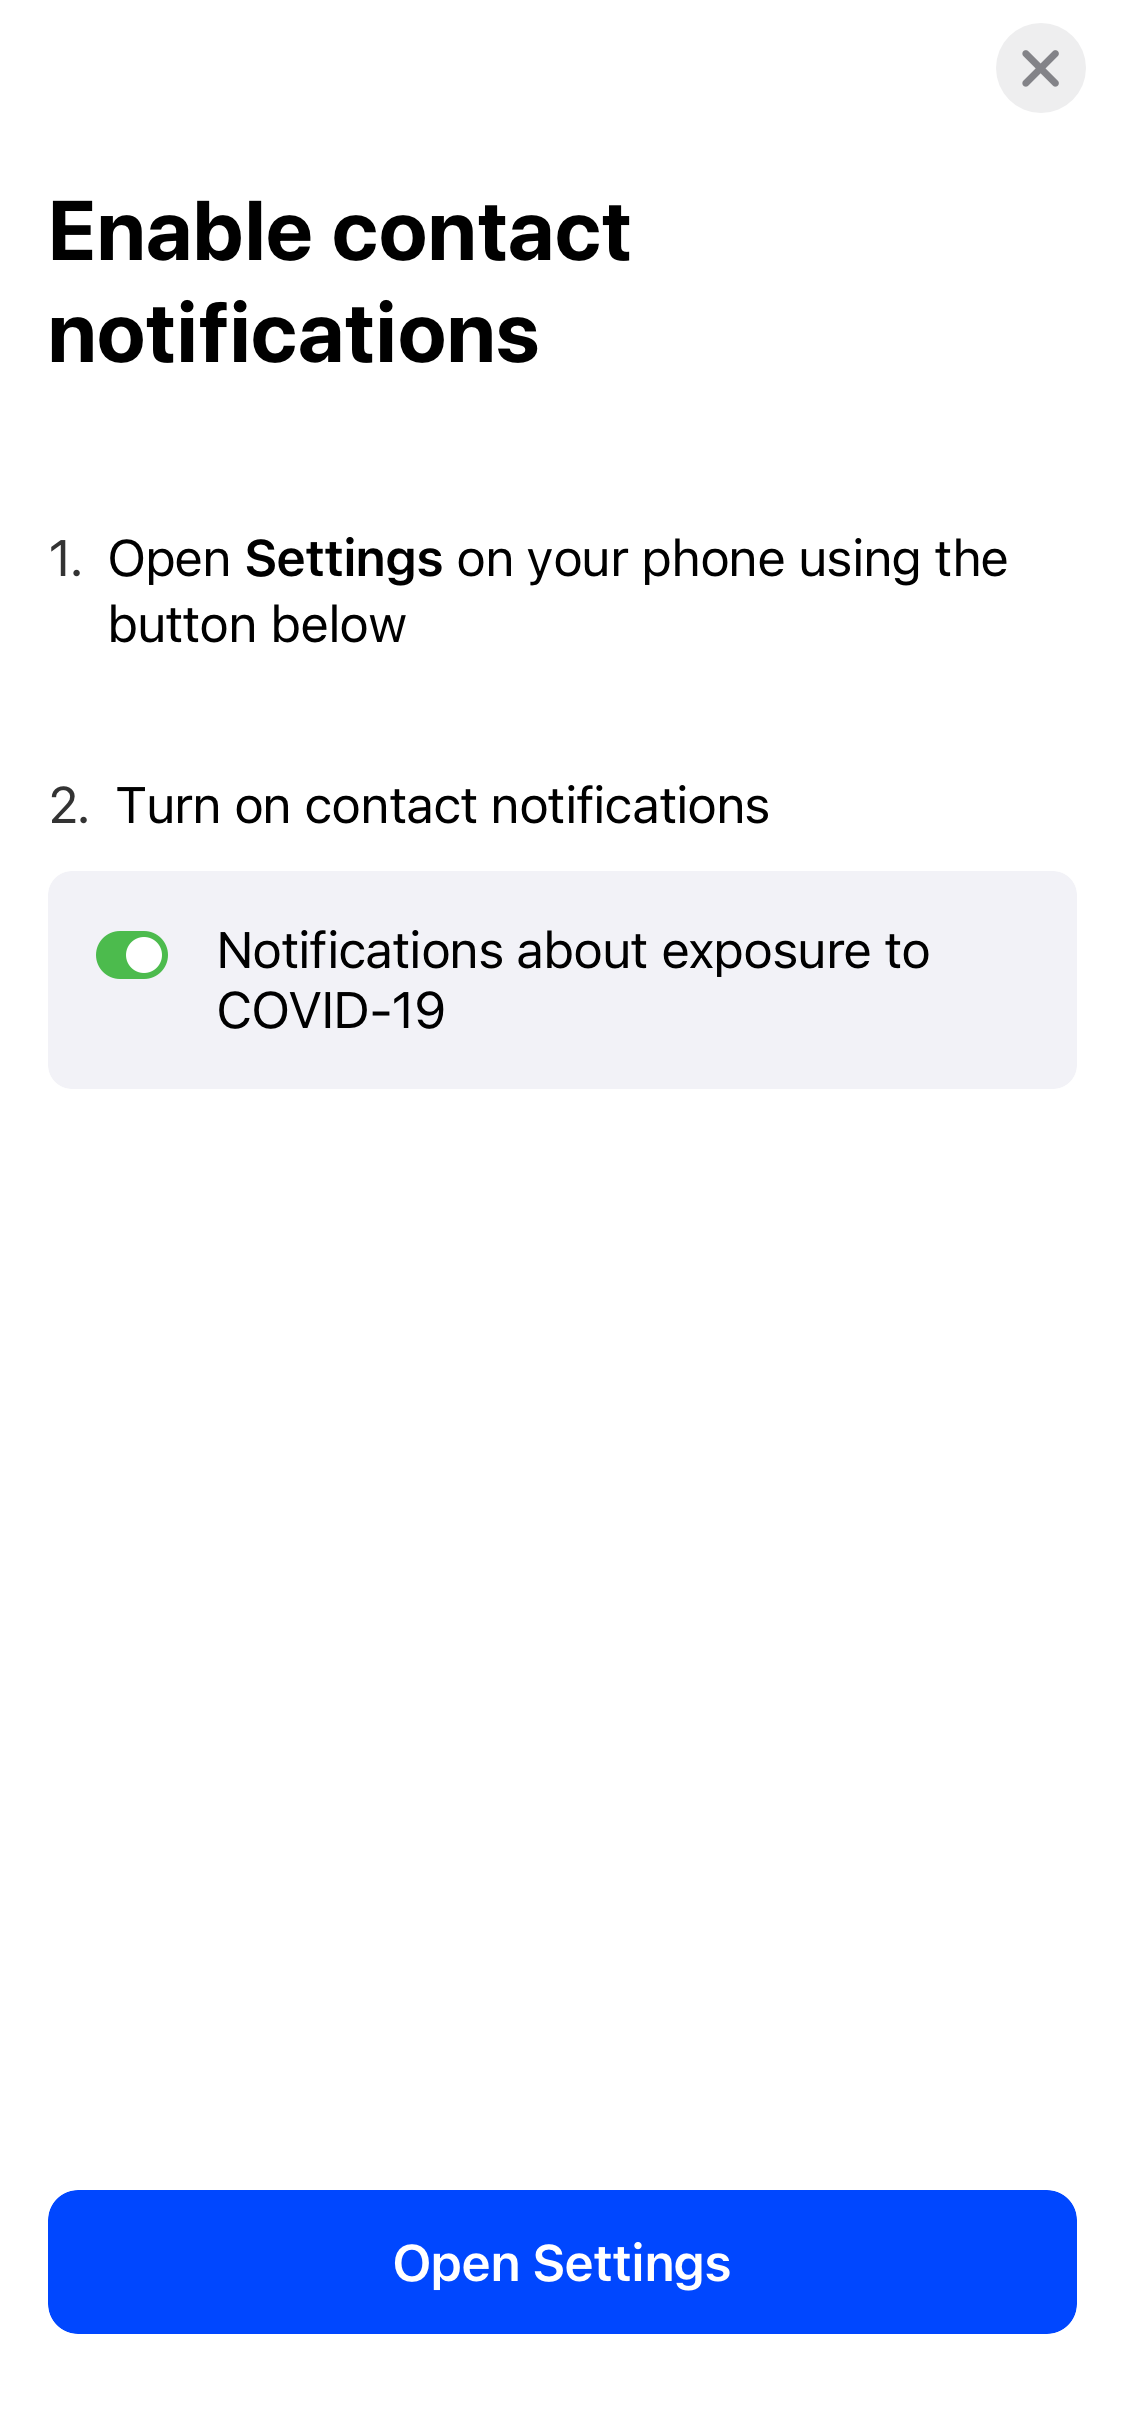 Enable contact
notifications
1. Open Settings on your phone using the
button below
2. Turn on contact notifications
Notifications about exposure to
COVID-19
Open Settings